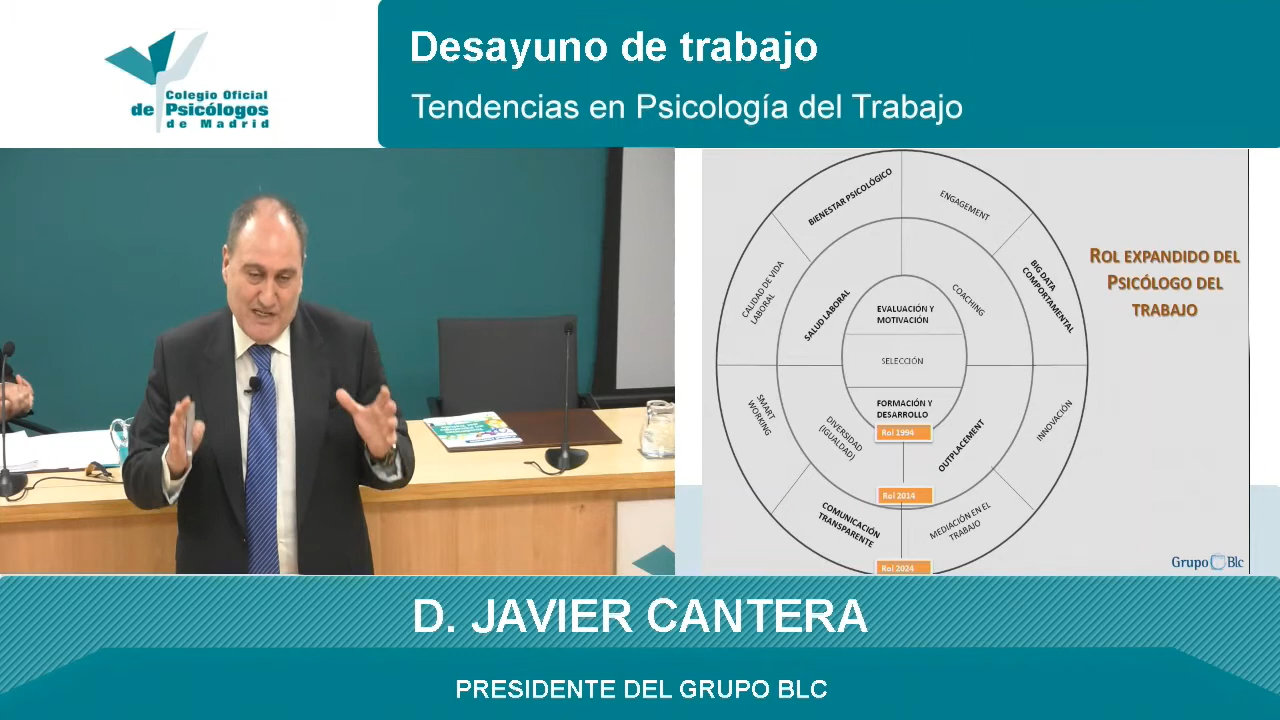 Colegio Oficial
de Psicólogos
de Madrid
Desayuno de trabajo
Tendencias en Psicología del Trabajo
BIENESTAR PSICOLÓGICO
ENGAGEMENT
BIG DATA
COMPORTAMENTAL
CALIDAD DE VIDA
LABORAL
SALUD LABORAL
COACHING
EVALUACIÓN Y
MOTIVACIÓN
SELECCIÓN
FORMACIÓN Y
DESARROLLO
Rol 1994
SMART
WORKING
DIVERSIDAD
(IGUALDAD)
OUTPLACEMENT
INNOVACIÓN
Rol 2014
COMUNICACIÓN
TRANSPARENTE
MEDIACIÓN EN EL
TRABAJO
Rol 2024
ROL EXPANDIDO DEL
PSICÓLOGO DEL
TRABAJO
Grupo Blc
D. JAVIER CANTERA
PRESIDENTE DEL GRUPO BLC